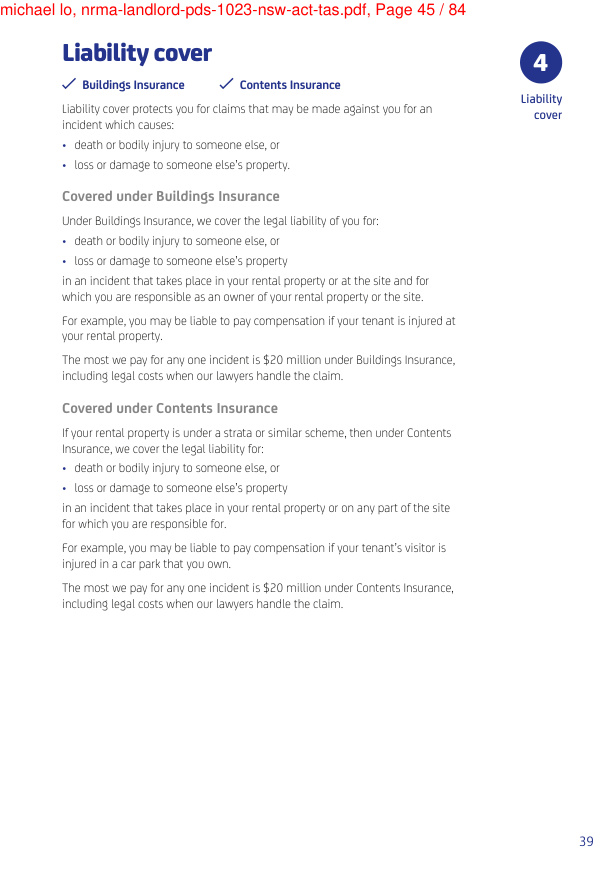 michael lo, nrma-landlord-pds-1023-nsw-act-tas.pdf, Page 45 / 84
Liability cover
4
Buildings Insurance Contents Insurance
Liability
cover
Liability cover protects you for claims that may be made against you for an
incident which causes:
• death or bodily injury to someone else, or
• loss or damage to someone else's property.
Covered under Buildings Insurance
Under Buildings Insurance, we cover the legal liability of you for:
• death or bodily injury to someone else, or
• loss or damage to someone else's property
in an incident that takes place in your rental property or at the site and for
which you are responsible as an owner of your rental property or the site.
For example, you may be liable to pay compensation if your tenant is injured at
your rental property.
The most we pay for any one incident is $20 million under Buildings Insurance,
including legal costs when our lawyers handle the claim.
Covered under Contents Insurance
If your rental property is under a strata or similar scheme, then under Contents
Insurance, we cover the legal liability for:
• death or bodily injury to someone else, or
• loss or damage to someone else's property
in an incident that takes place in your rental property or on any part of the site
for which you are responsible for.
For example, you may be liable to pay compensation if your tenant's visitor is
injured in a car park that you own.
The most we pay for any one incident is $20 million under Contents Insurance,
including legal costs when our lawyers handle the claim.
39